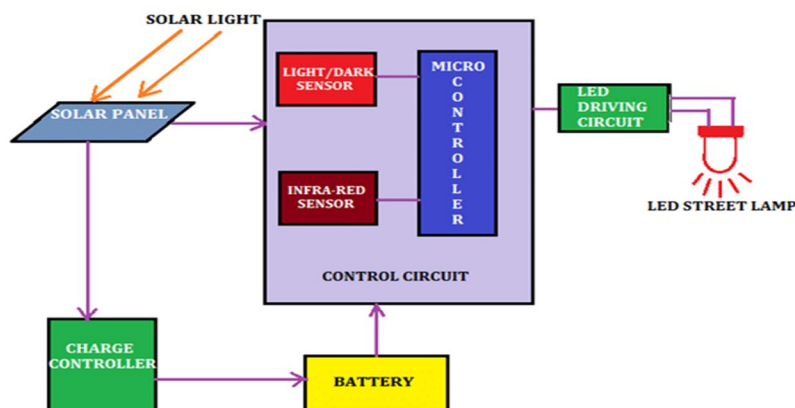 SOLAR LIGHT
SOLAR PANEL
LIGHT/DARK
SENSOR
INFRA-RED
SENSOR
MICRO
CONTROLLER
CONTROL CIRCUIT
LED
DRIVING
CIRCUIT
LED STREET LAMP
CHARGE
CONTROLLER
BATTERY